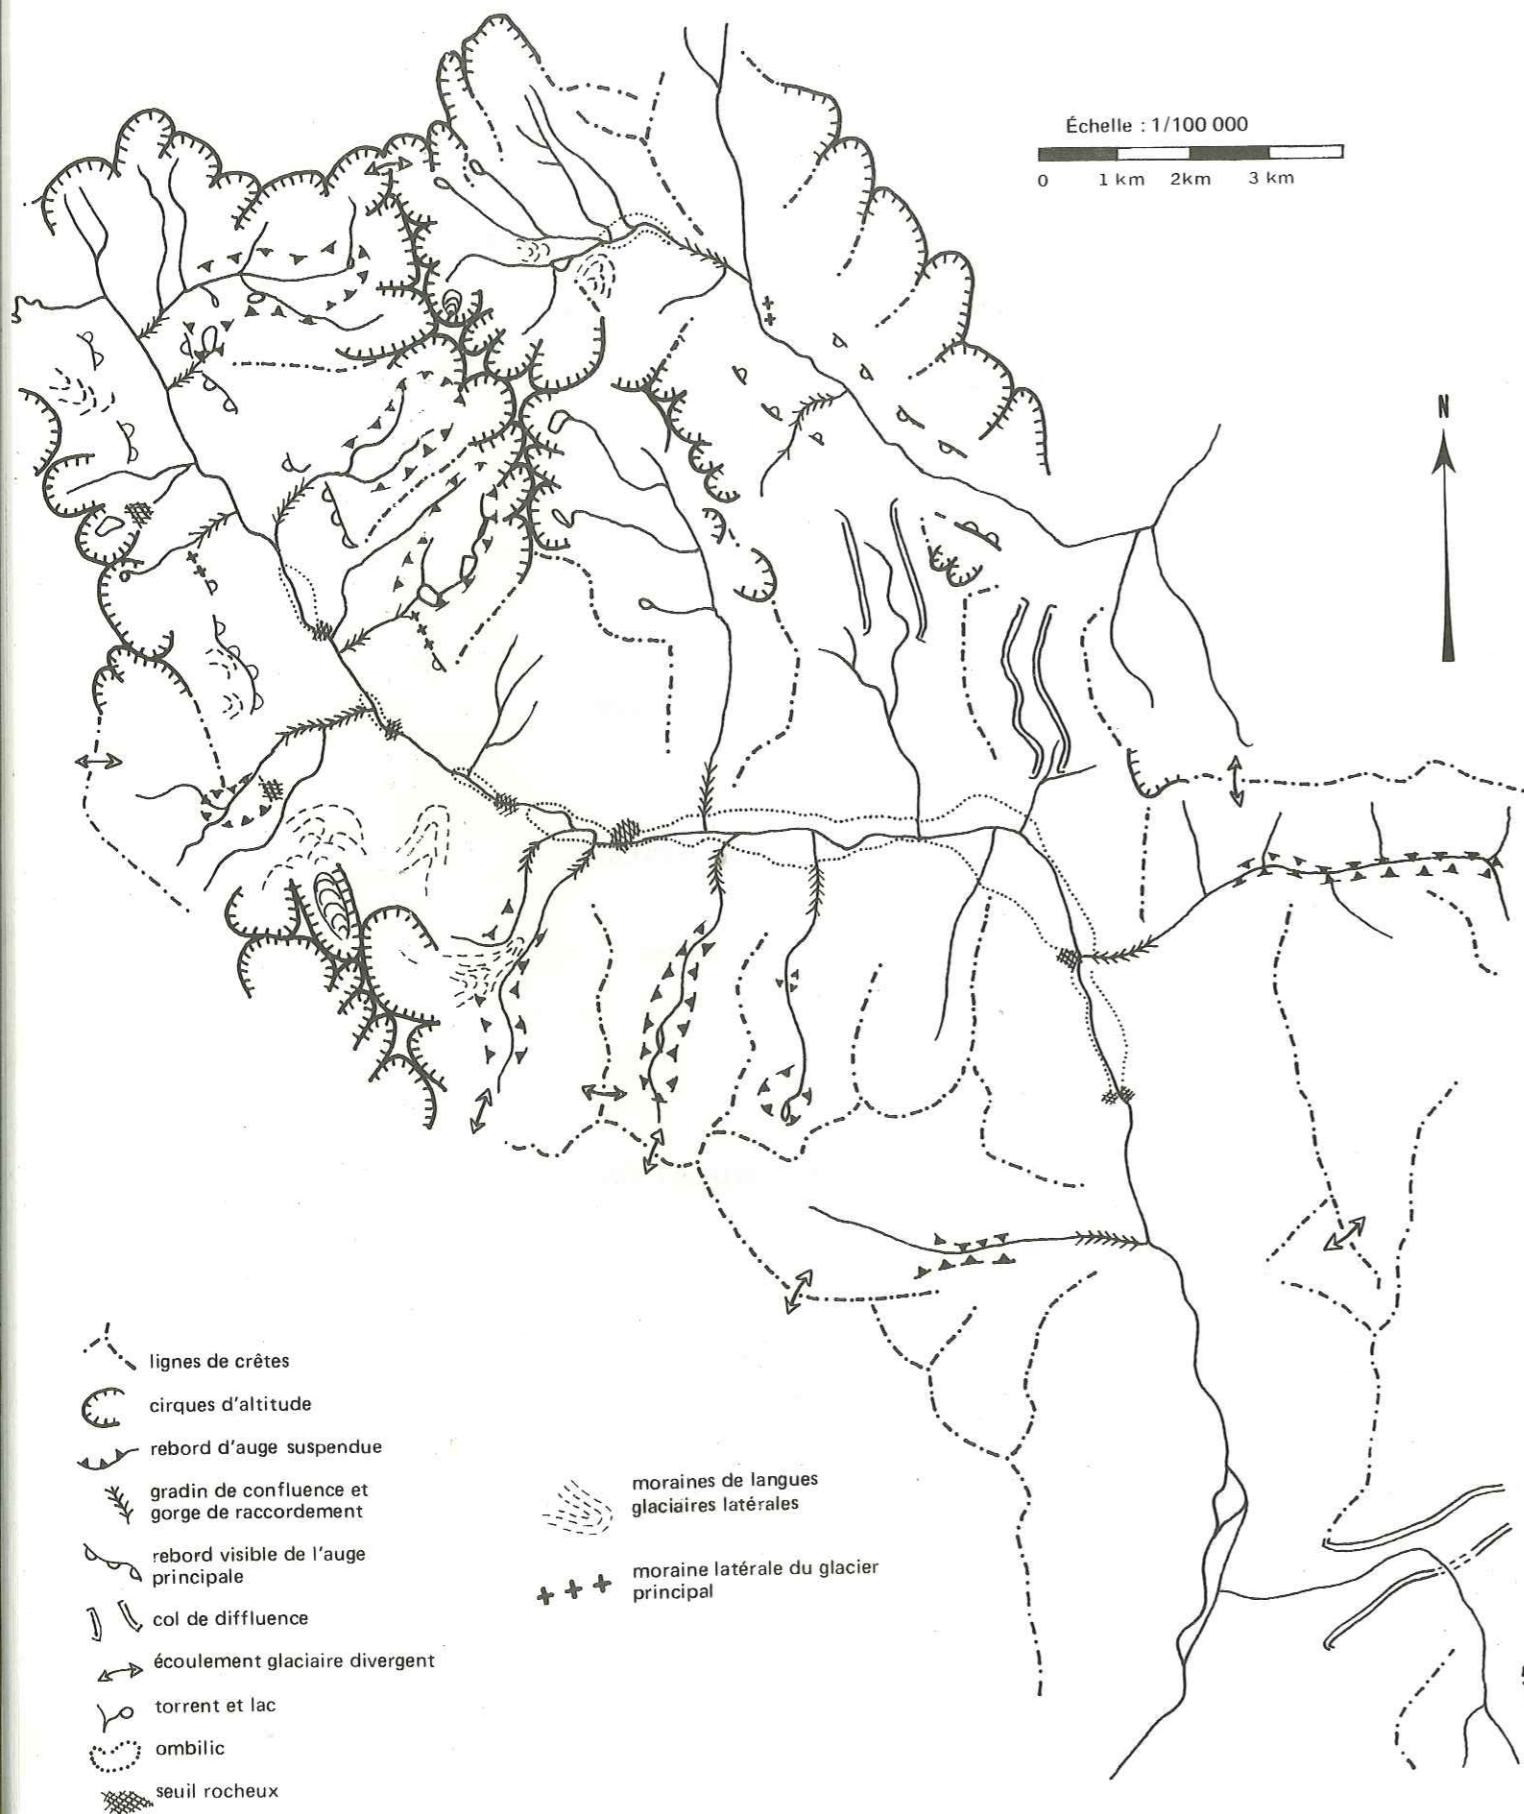 Échelle : 1/100 000
0 1 km 2km 3 km
N
lignes de crêtes
cirques d'altitude
rebord d'auge suspendue
gradin de confluence et
gorge de raccordement
rebord visible de l'auge
principale
col de diffluence
écoulement glaciaire divergent
torrent et lac
ombilic
seuil rocheux
moraines de langues
glaciaires latérales
moraine latérale du glacier
principal